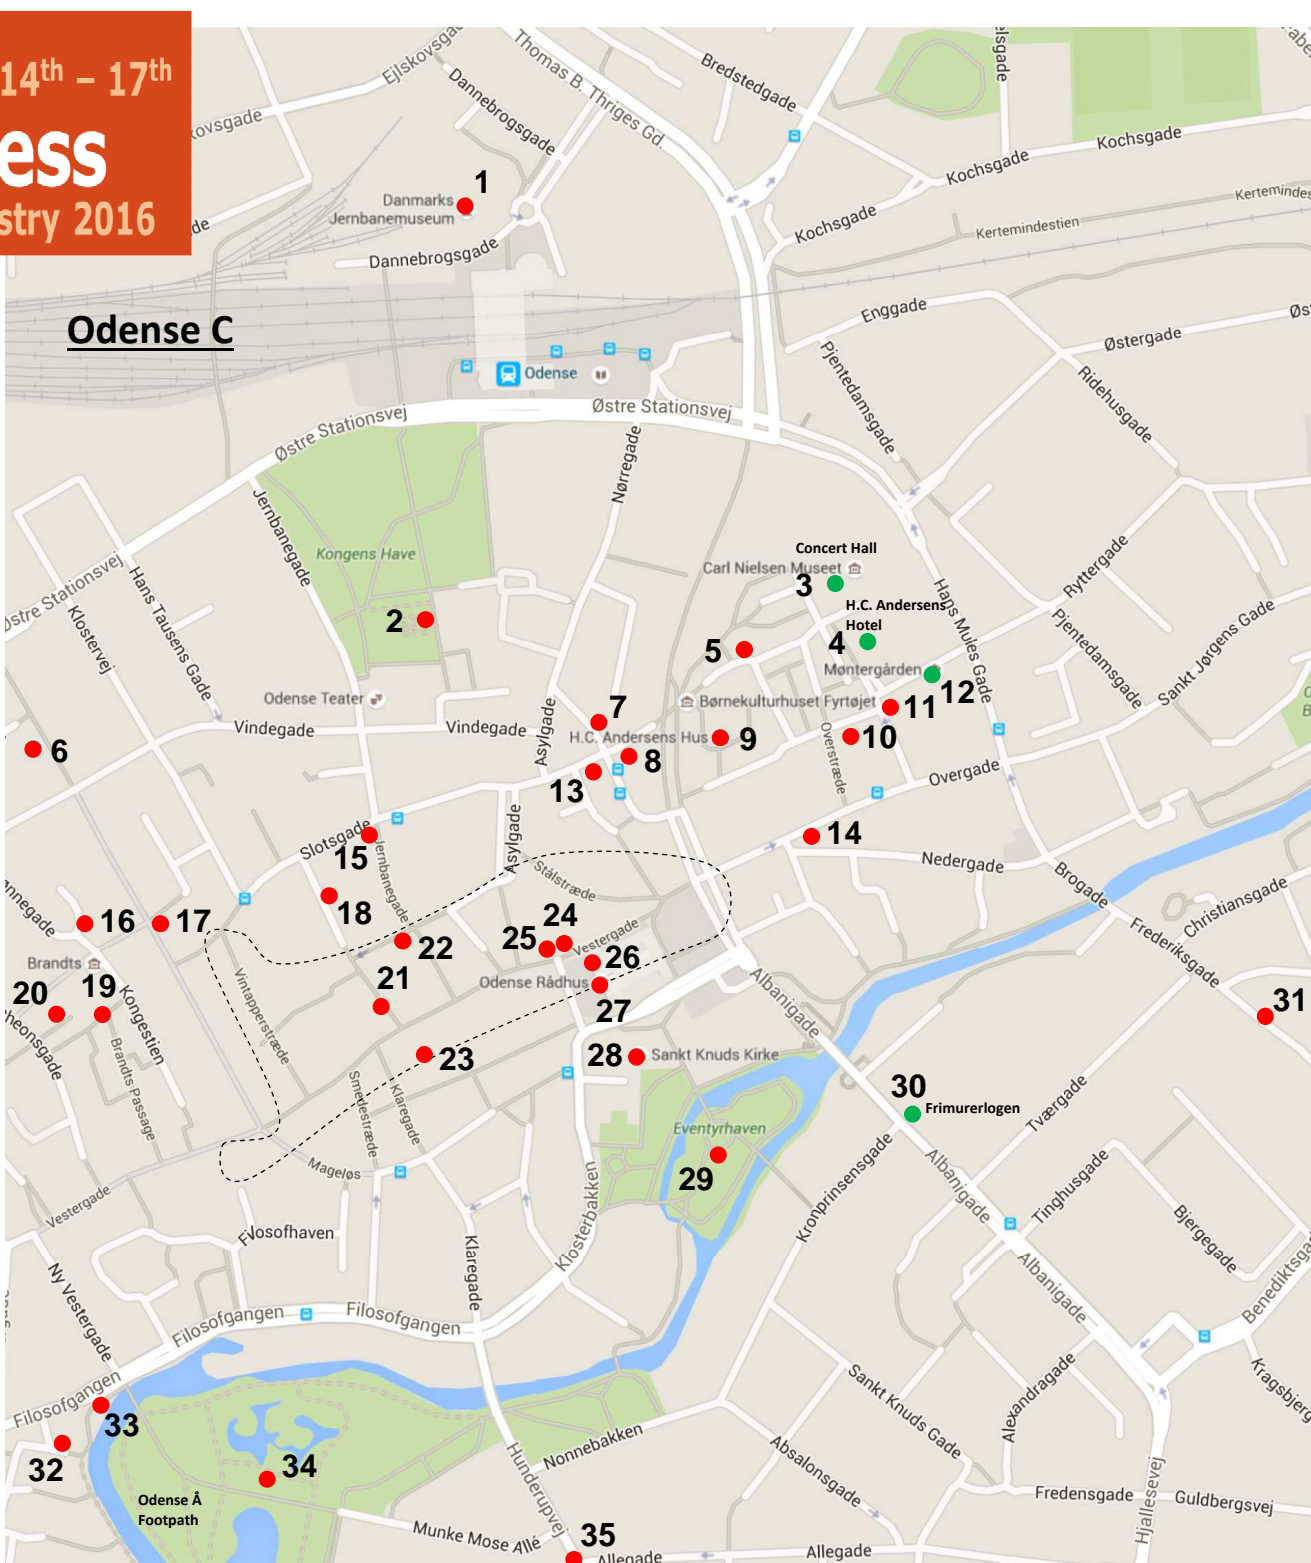 14th – 17th
ess
stry 2016
Odense C
Thomas B. Thriges Gd.
Bredstedgade
Dannebrogsgade
Kochsgade
Kochsgade
Kochsgade
Kertemindestien
1
Danmarks
Jernbanemuseum
Dannebrogsgade
Enggade
Østergade
Pjentedamsgade
Ridehusgade
Odense
Østre Stationsvej
Østre Stationsvej
Østre Stationsvej
Nørregade
Jernbanegade
Kongens Have
Hans Tausens Gade
Klostervej
2
Concert Hall
Carl Nielsen Museet
3
H.C. Andersens
Hotel
4
5
Møntergården
12
Hans Mules Gade
Ryttergade
Pjentedamsgade
Sankt Jørgens Gade
Odense Teater
Børnekulturhuset Fyrtøjet
11
Vindegade
Vindegade
Asylgade
7
H.C. Andersens Hus
9
10
6
8
13
Overstræde
Overgade
14
Nedergade
Slotsgade
15
Jernbanegade
Asylgade
Stålstræde
Brogade
Christiansgade
Frederiksgade
16
17
18
22
25
24
Vestergade
26
Odense Rådhus
27
Brandts
20
19
Kongestien
Brandts Passage
Vintapperstræde
21
Albanigade
31
23
28
Sankt Knuds Kirke
Smedestræde
Klaregade
30
Frimurerlogen
Tværgade
Eventyrhaven
29
Mageløs
Vestergade
Klosterbakken
Kronprinsensgade
Albanigade
Tinghusgade
Bjergegade
Filosofhaven
Klaregade
Ny Vestergade
Filosofgangen
Filosofgangen
Albanigade
Filosofgangen
33
32
34
Odense Å
Footpath
Hunderupvej
Nonnebakken
Sankt Knuds Gade
Alexandragade
Absalonsgade
Fredensgade
Guldbergsvej
Hjallesevej
Munke Mose Allé
35
Allegade
Allegade